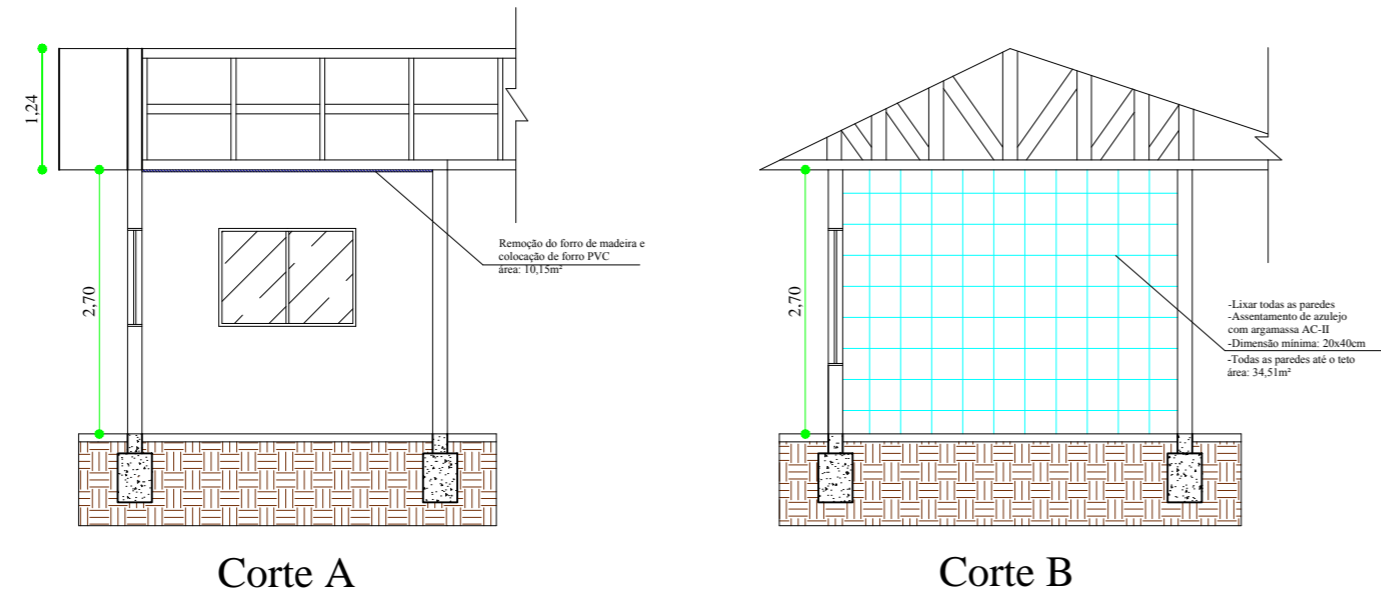 1,24
2,70
Remoção do forro de madeira e
colocação de forro PVC
área: 10,15m²
Corte A
2,70
-Lixar todas as paredes
-Assentamento de azulejo
com argamassa AC-II
-Dimensão mínima: 20x40cm
-Todas as paredes até o teto
área: 34,51m²
Corte B